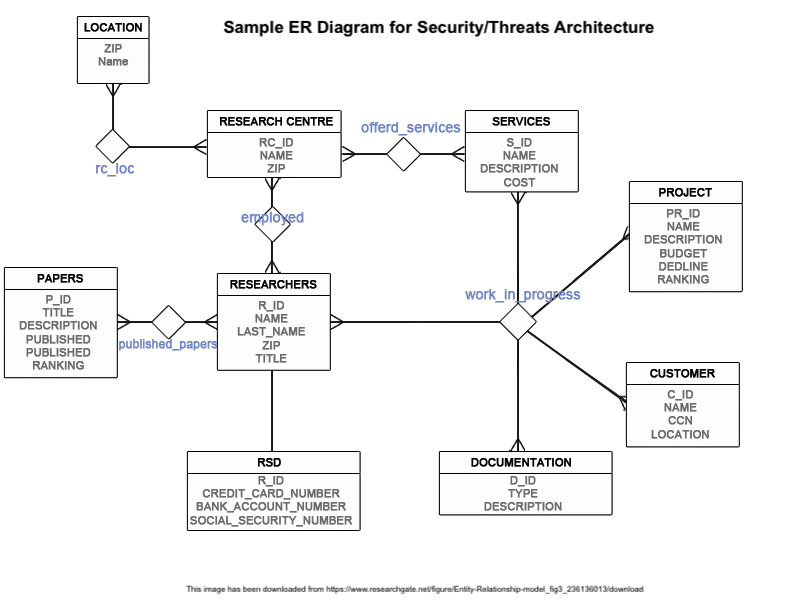 Sample ER Diagram for Security/Threats Architecture
LOCATION
ZIP
Name
rc_loc
RESEARCH CENTRE
RC_ID
NAME
ZIP
offerd_services
SERVICES
S_ID
NAME
DESCRIPTION
COST
PROJECT
PR_ID
NAME
DESCRIPTION
BUDGET
DEDLINE
RANKING
employed
PAPERS
P_ID
TITLE
DESCRIPTION
PUBLISHED
PUBLISHED
RANKING
published_papers
RESEARCHERS
R_ID
NAME
LAST_NAME
ZIP
TITLE
work_in_progress
CUSTOMER
C_ID
NAME
CCN
LOCATION
RSD
R_ID
CREDIT_CARD_NUMBER
BANK_ACCOUNT_NUMBER
SOCIAL_SECURITY_NUMBER
DOCUMENTATION
D_ID
TYPE
DESCRIPTION
This image has been downloaded from https://www.researchgate.net/figure/Entity-Relationship-model_fig3_236136013/download